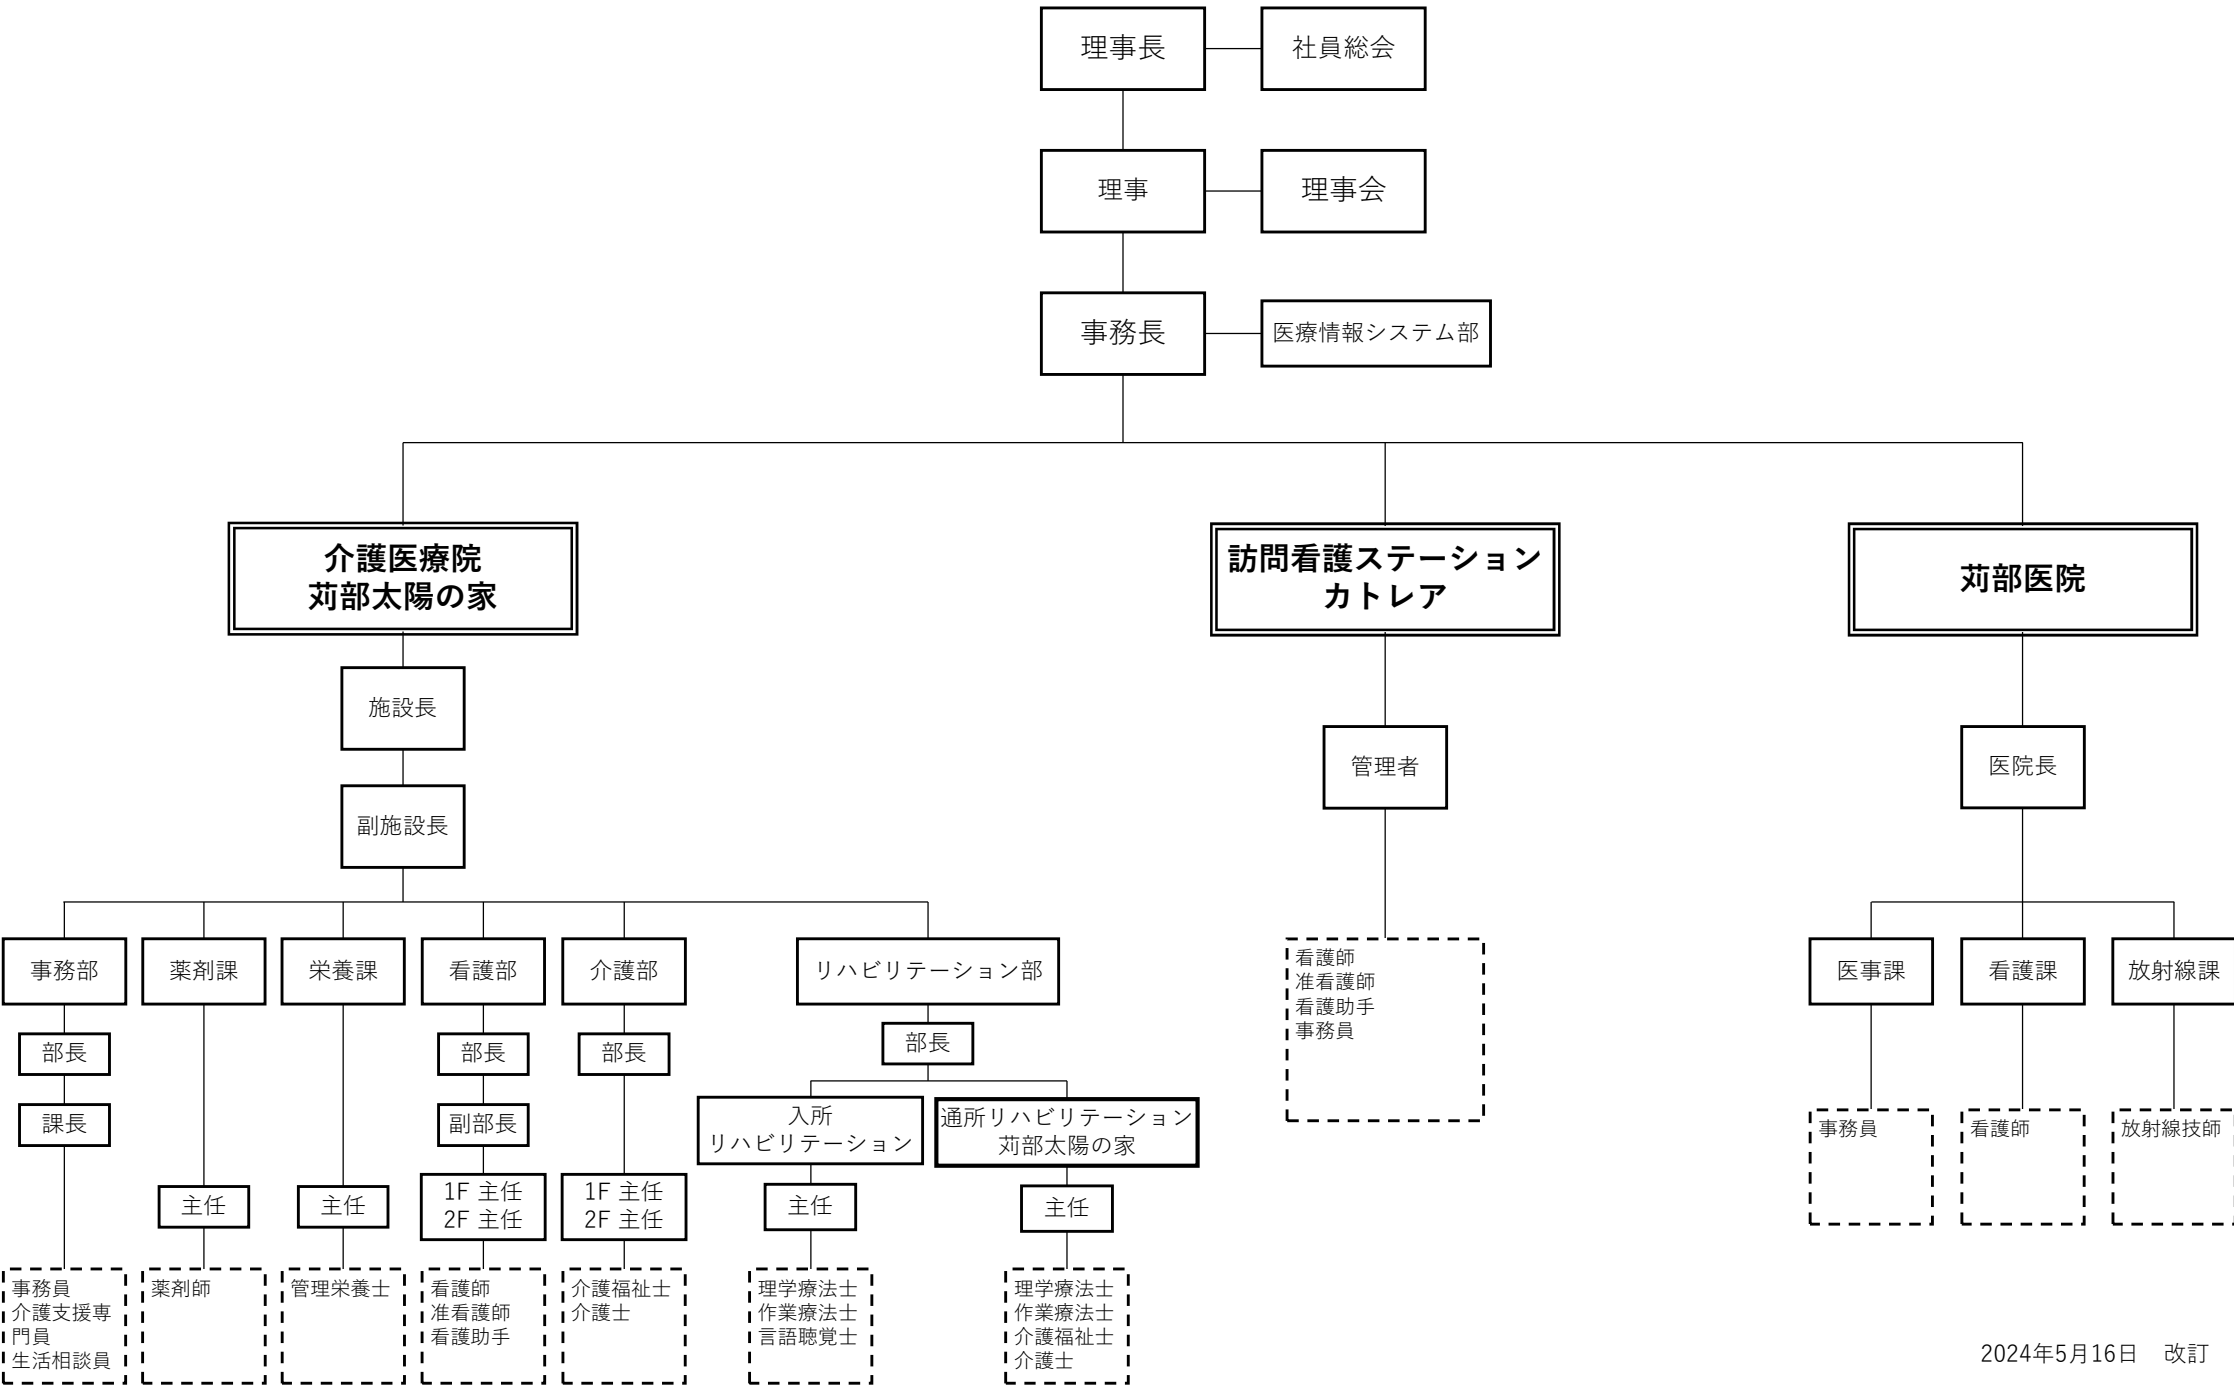 理事長
社員総会
理事
理事会
事務長
医療情報システム部
介護医療院
苅部太陽の家
訪問看護ステーション
カトレア
苅部医院
施設長
副施設長
管理者
医院長
事務部
薬剤課
栄養課
看護部
介護部
リハビリテーション部
部長
課長
主任
主任
部長
副部長
1F 主任
2F 主任
部長
1F 主任
2F 主任
部長
入所
リハビリテーション
通所リハビリテーション
苅部太陽の家
主任
主任
事務員
介護支援専
門員
生活相談員
薬剤師
管理栄養士
看護師
准看護師
看護助手
介護福祉士
介護士
理学療法士
作業療法士
言語聴覚士
理学療法士
作業療法士
介護福祉士
介護士
看護師
准看護師
看護助手
事務員
医事課
看護課
放射線課
事務員
看護師
放射線技師
2024年5月16日　改訂